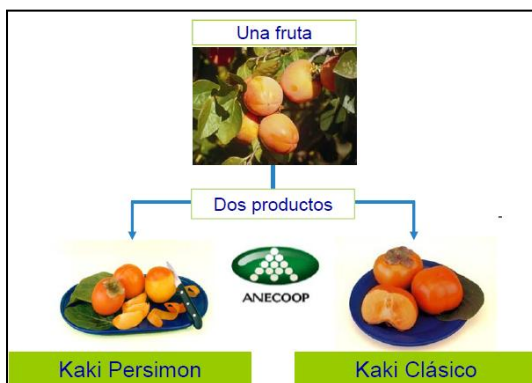 Una fruta
Dos productos
ANECOOP
Kaki Persimon
Kaki Clásico